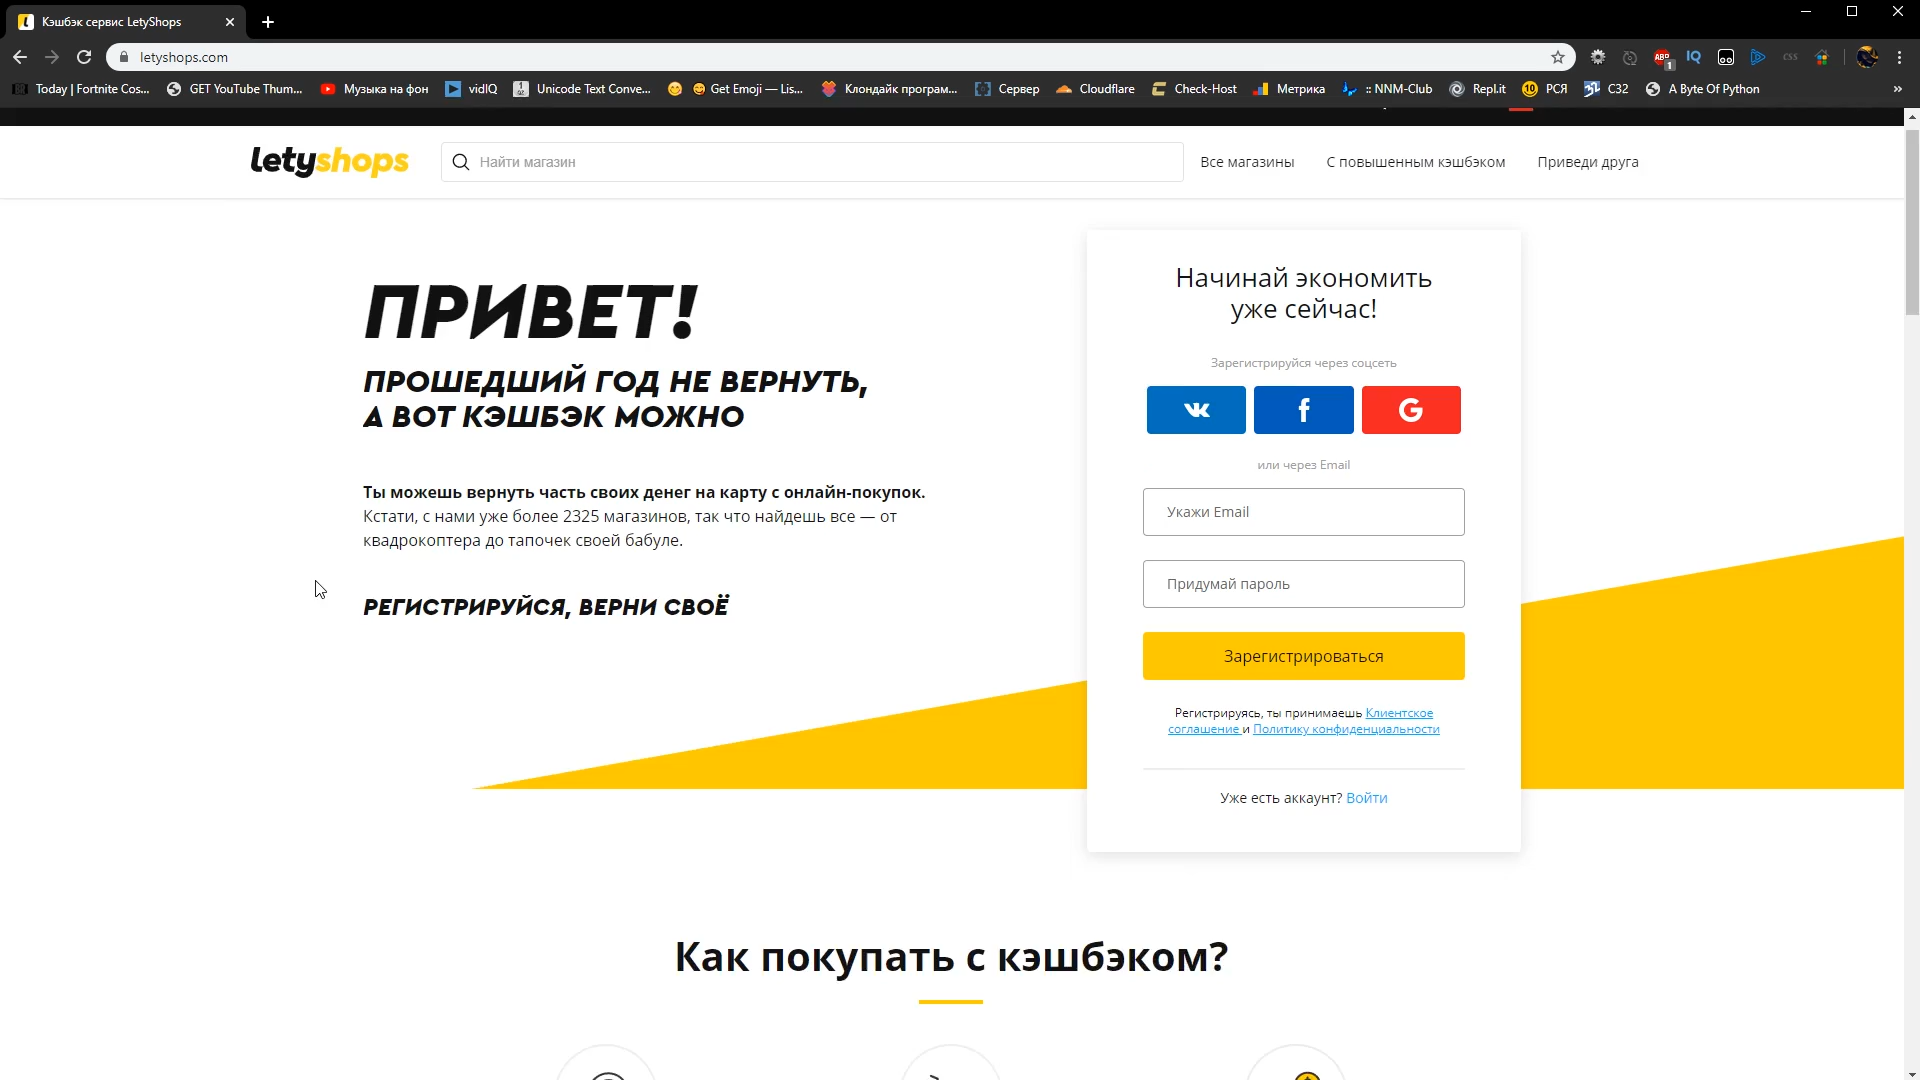 Кэшбэк сервис LetyShops
letyshops.com
ABP
1
IQ
css
Today | Fortnite Cos...
GET YouTube Thum...
Музыка на фон
vidIQ
Unicode Text Conve...
Get Emoji — Lis...
Клондайк програм...
Сервер
Cloudflare
Check-Host
Метрика
:: NNM-Club
Repl.it
10
РСЯ
C32
A Byte Of Python
letyshops
Найти магазин
Все магазины
С повышенным кэшбэком
Приведи друга
ПРИВЕТ!
ПРОШЕДШИЙ ГОД НЕ ВЕРНУТЬ,
А ВОТ КЭШБЭК МОЖНО
Ты можешь вернуть часть своих денег на карту с онлайн-покупок.
Кстати, с нами уже более 2325 магазинов, так что найдешь все — от
квадрокоптера до тапочек своей бабуле.
РЕГИСТРИРУЙСЯ, ВЕРНИ СВОЁ
Начинай экономить
уже сейчас!
Зарегистрируйся через соцсеть
или через Email
Укажи Email
Придумай пароль
Зарегистрироваться
Регистрируясь, ты принимаешь Клиентское
соглашение и Политику конфиденциальности
Уже есть аккаунт? Войти
Как покупать с кэшбэком?